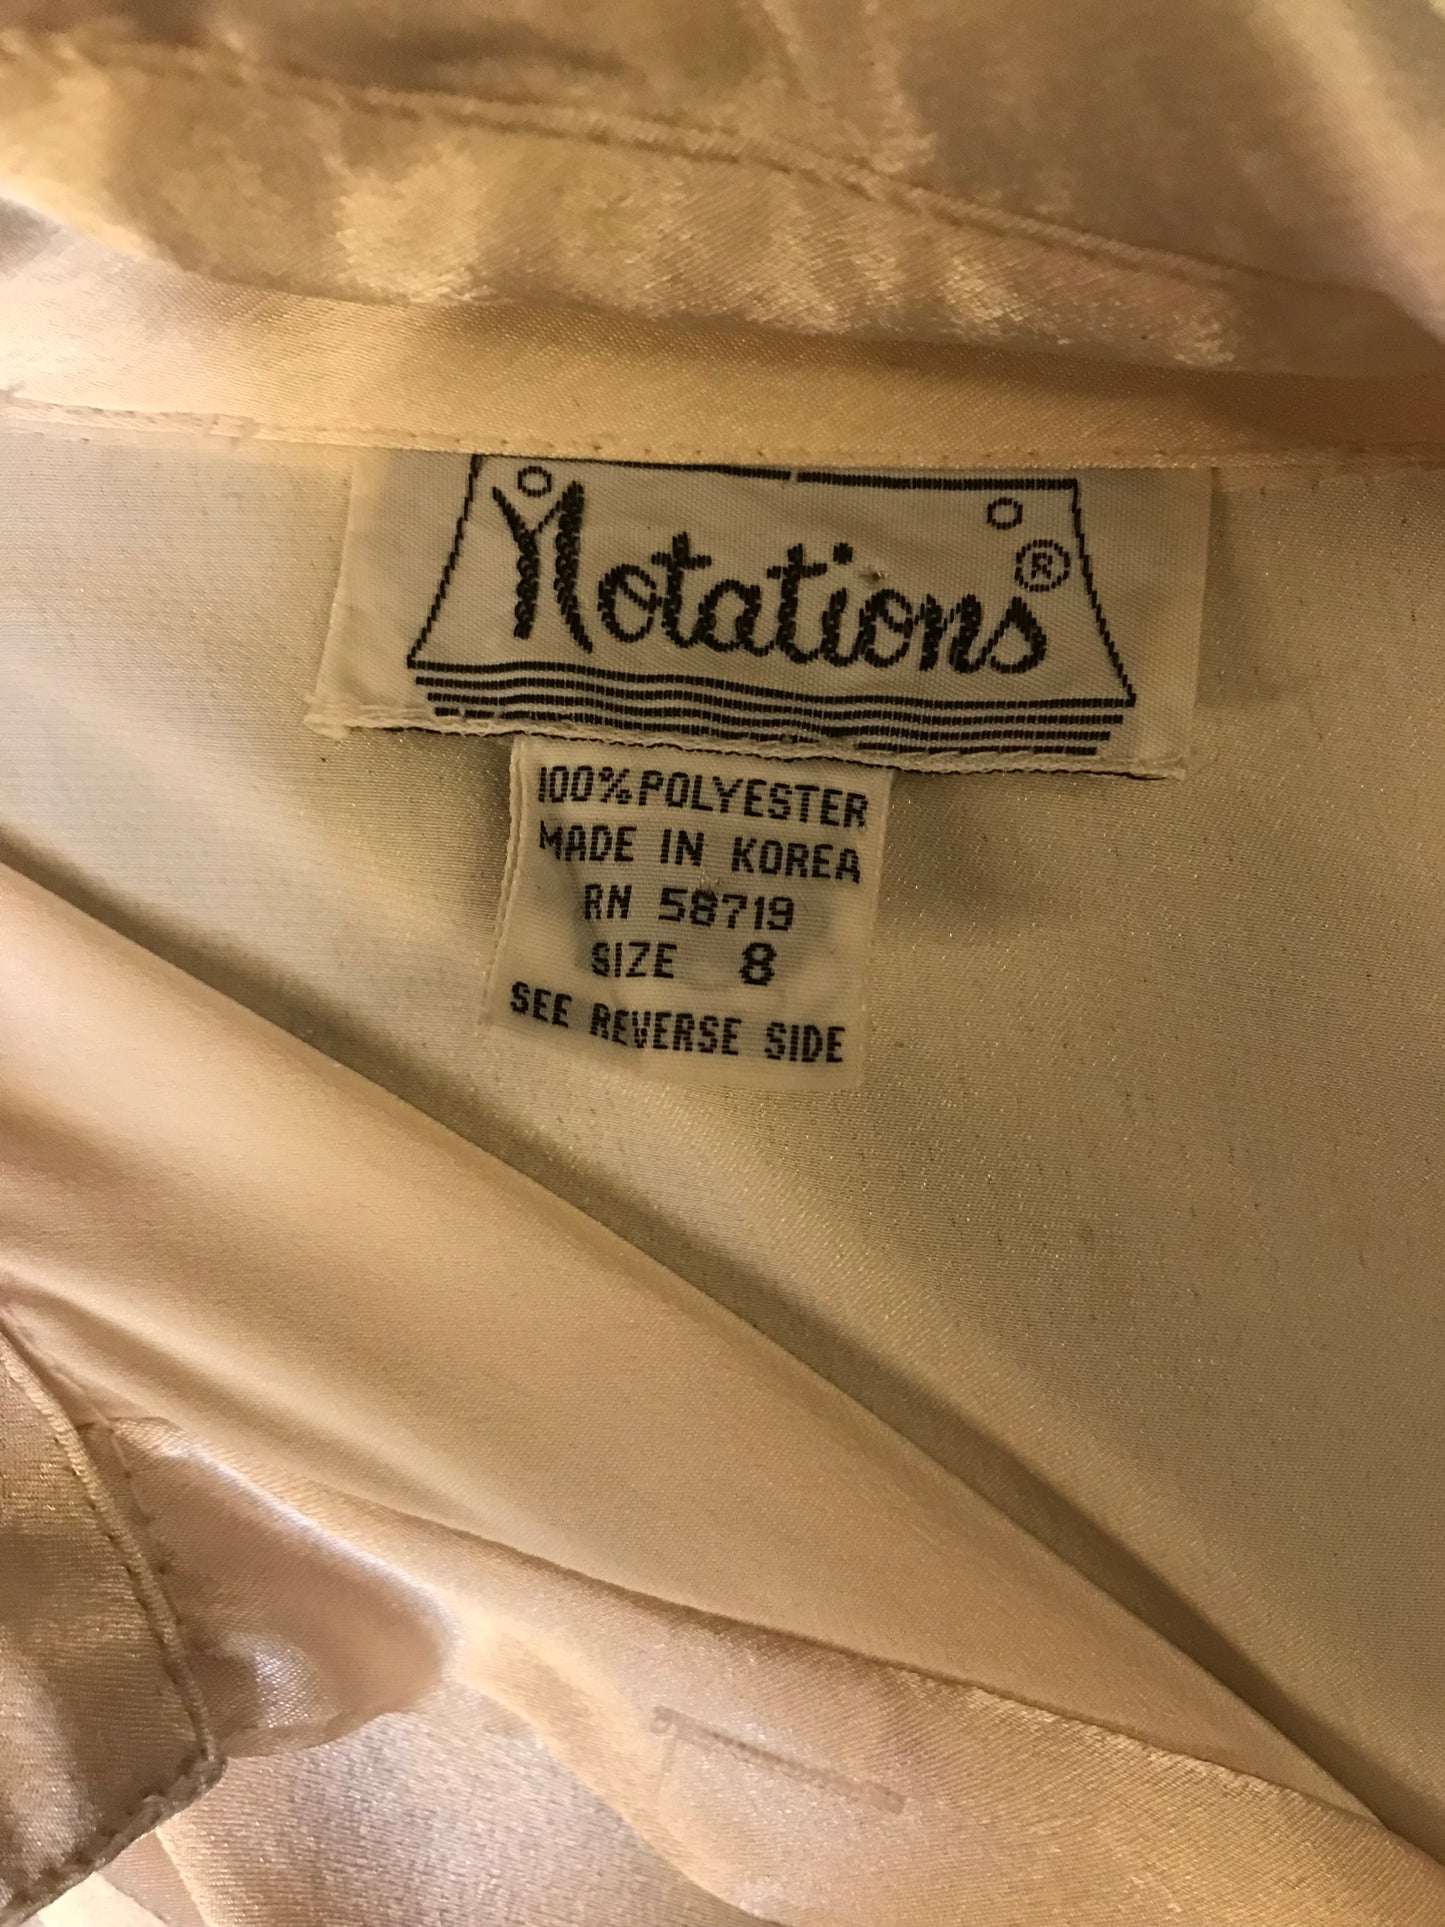 Notations®
100% POLYESTER
MADE IN KOREA
RN 58719
SIZE 8
SEE REVERSE SIDE